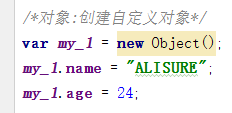 /*对象:创建自定义对象*/
var my_1 = new Object();
my_1.name = "ALISURE";
my_1.age = 24;